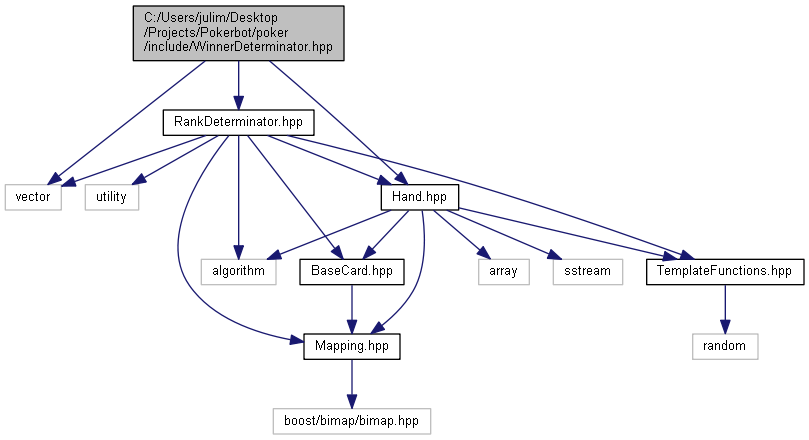 C:/Users/julim/Desktop
/Projects/Pokerbot/poker
/include/WinnerDeterminator.hpp
RankDeterminator.hpp
vector
utility
Hand.hpp
algorithm
BaseCard.hpp
array
sstream
TemplateFunctions.hpp
Mapping.hpp
random
boost/bimap/bimap.hpp